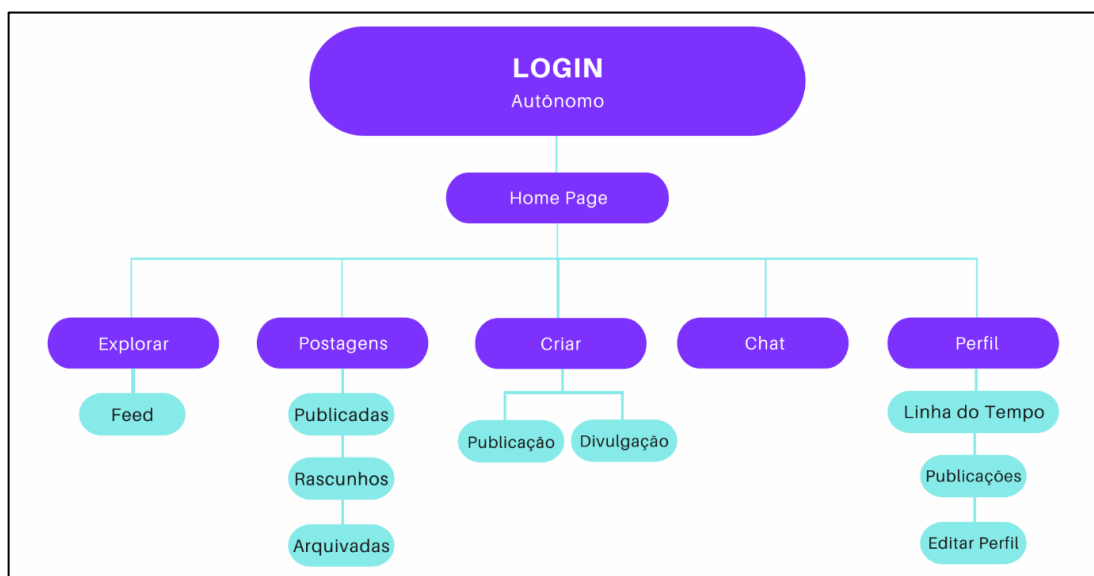 LOGIN
Autônomo
Home Page
Explorar
Postagens
Criar
Chat
Perfil
Feed
Publicadas
Rascunhos
Arquivadas
Publicação
Divulgação
Linha do Tempo
Publicações
Editar Perfil